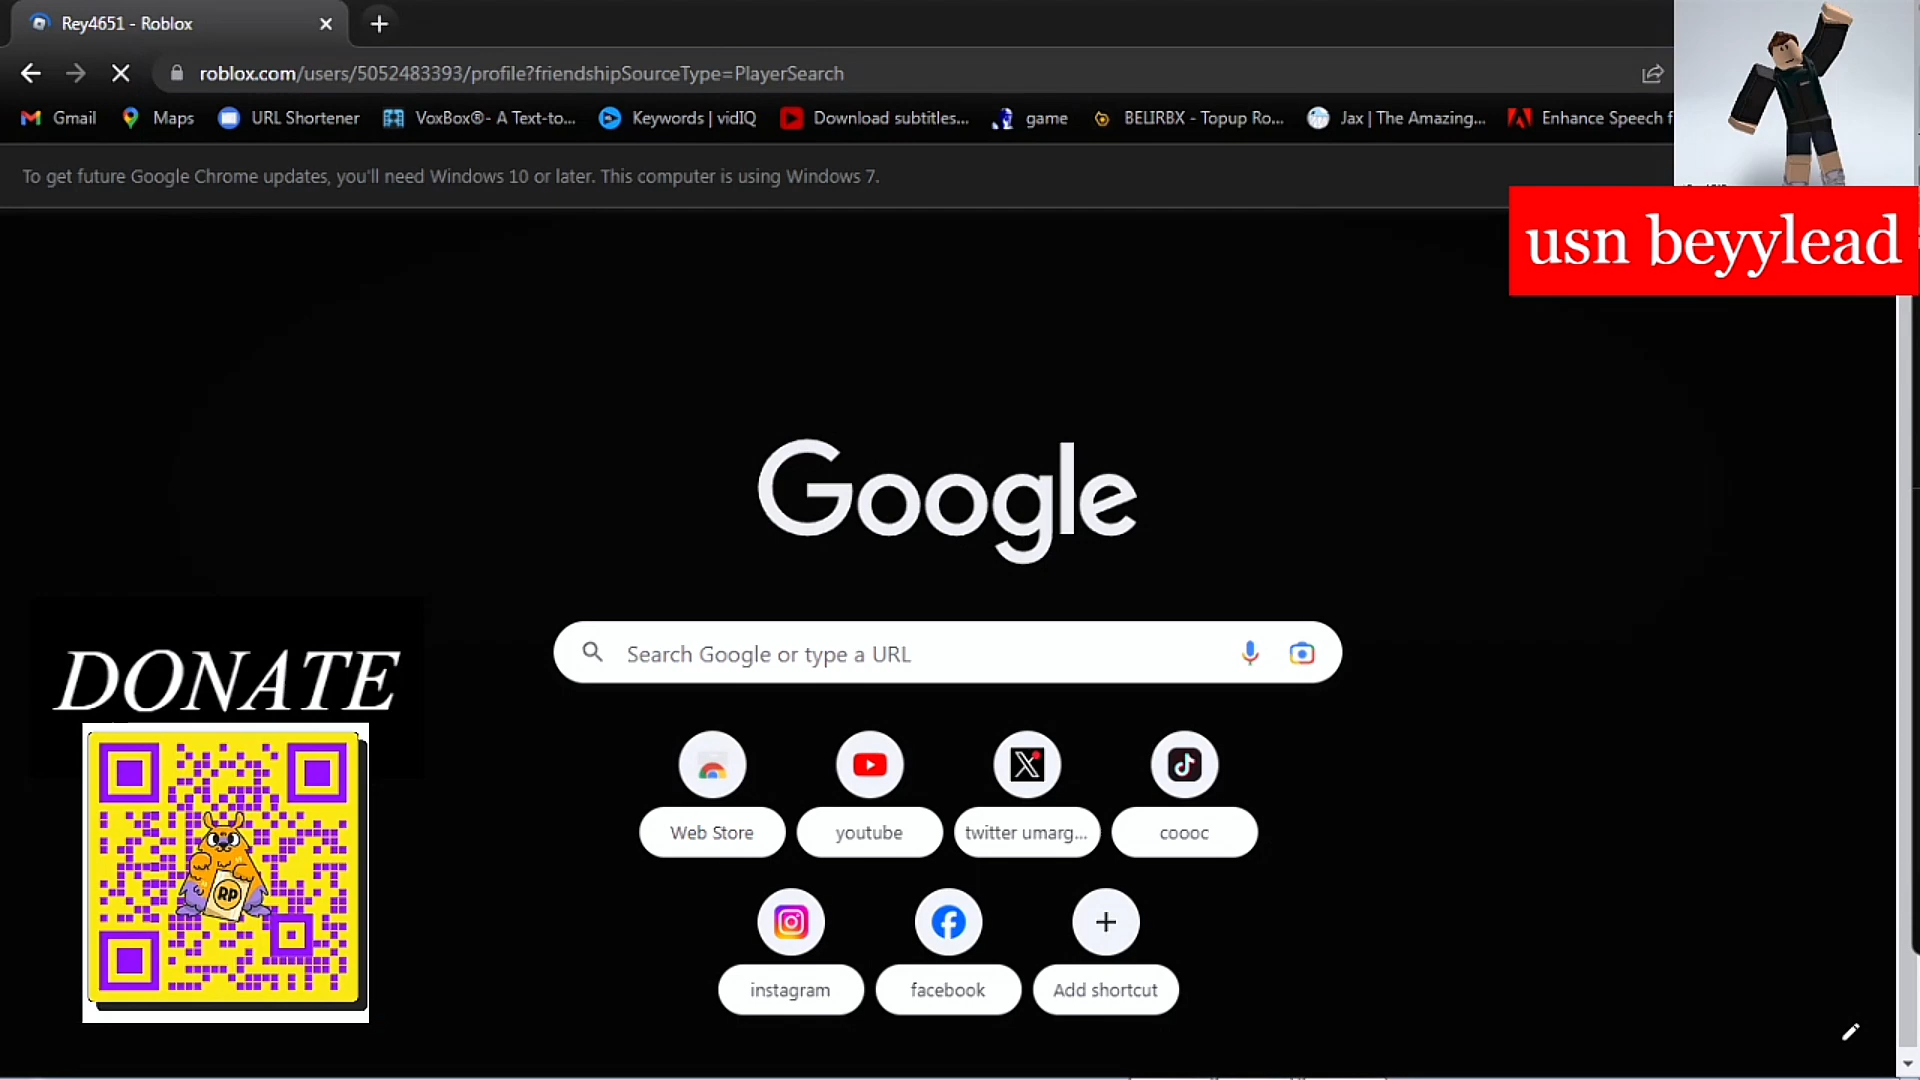 Rey4651 - Roblox
roblox.com/users/5052483393/profile?friendshipSourceType=PlayerSearch
Gmail
Maps
URL Shortener
VoxBox®- A Text-to...
Keywords | vidIQ
Download subtitles...
game
BELIRBX - Topup Ro...
Jax | The Amazing...
Enhance Speech f
To get future Google Chrome updates, you'll need Windows 10 or later. This computer is using Windows 7.
usn beyylead
Google
Search Google or type a URL
DONATE
RP
Web Store
youtube
twitter umarg...
coooc
instagram
facebook
Add shortcut